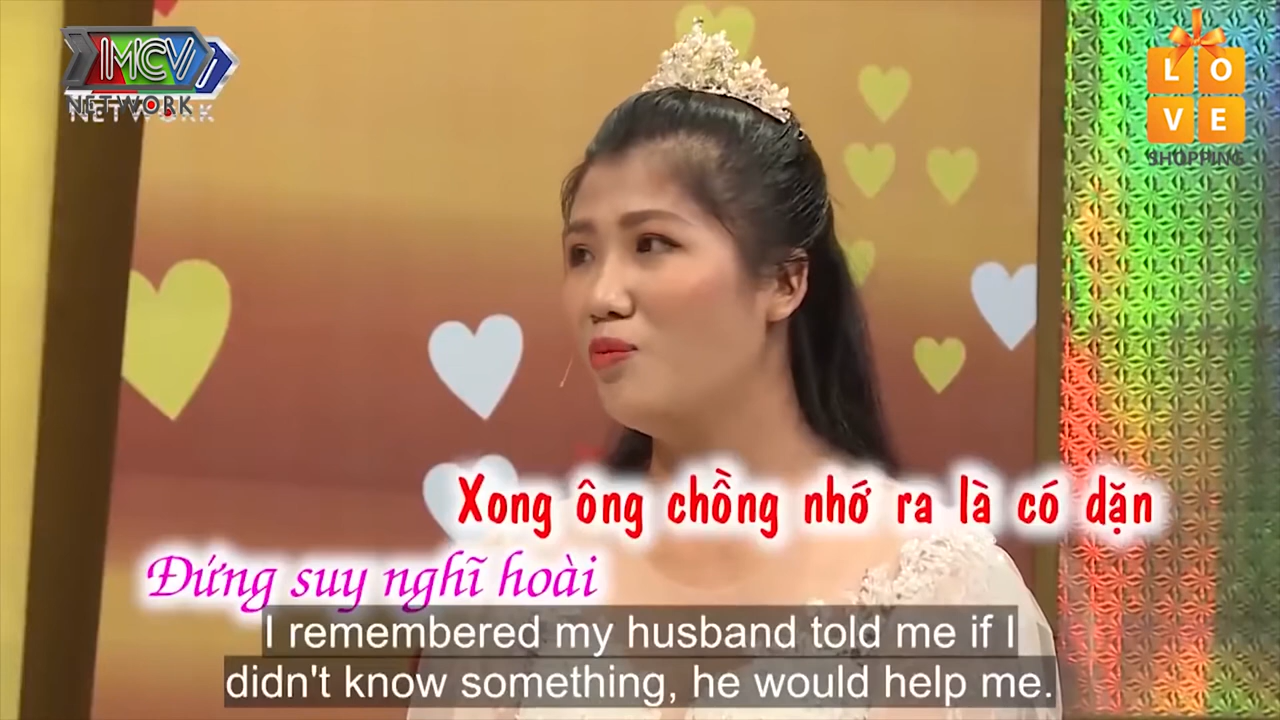 MCV
NETWORK
L O
V E
SHOPPING
Xong ông chồng nhớ ra là có dặn
Đứng suy nghĩ hoài
I remembered my husband told me if I
didn't know something, he would help me.